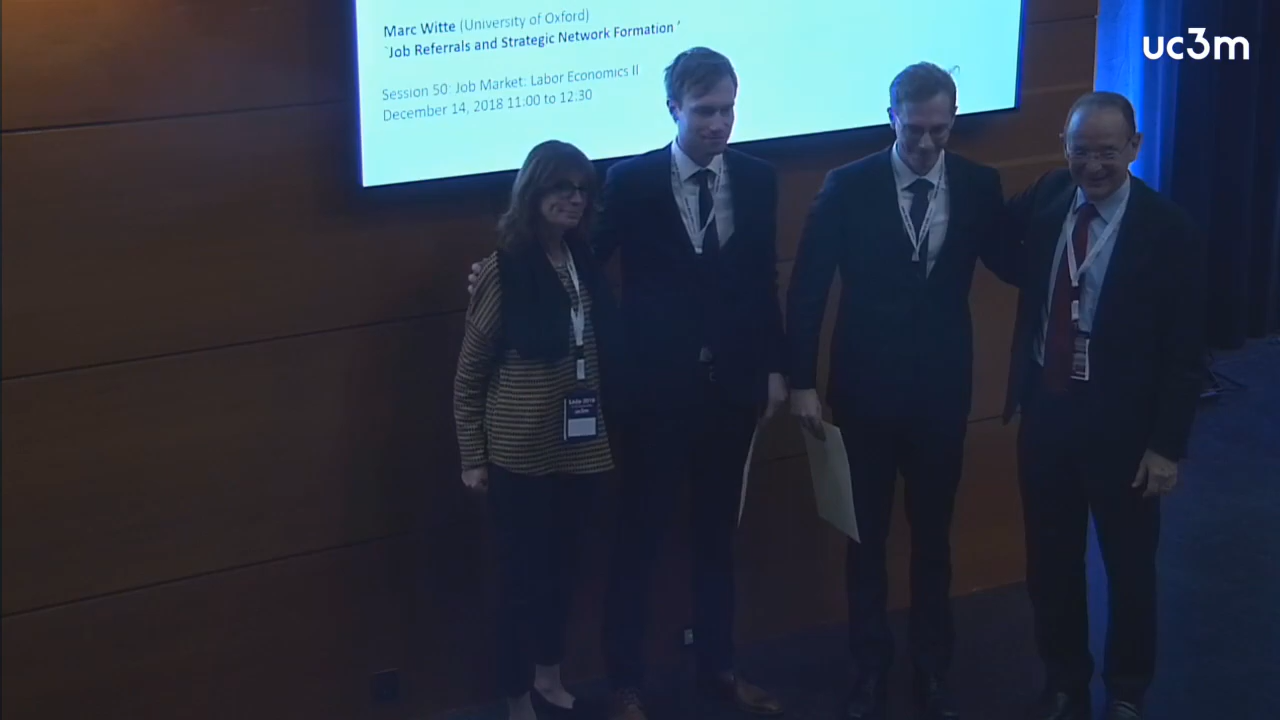 Marc Witte (University of Oxford)
`Job Referrals and Strategic Network Formation ´
Session 50: Job Market: Labor Economics II
December 14, 2018 11:00 to 12:30
uc3m